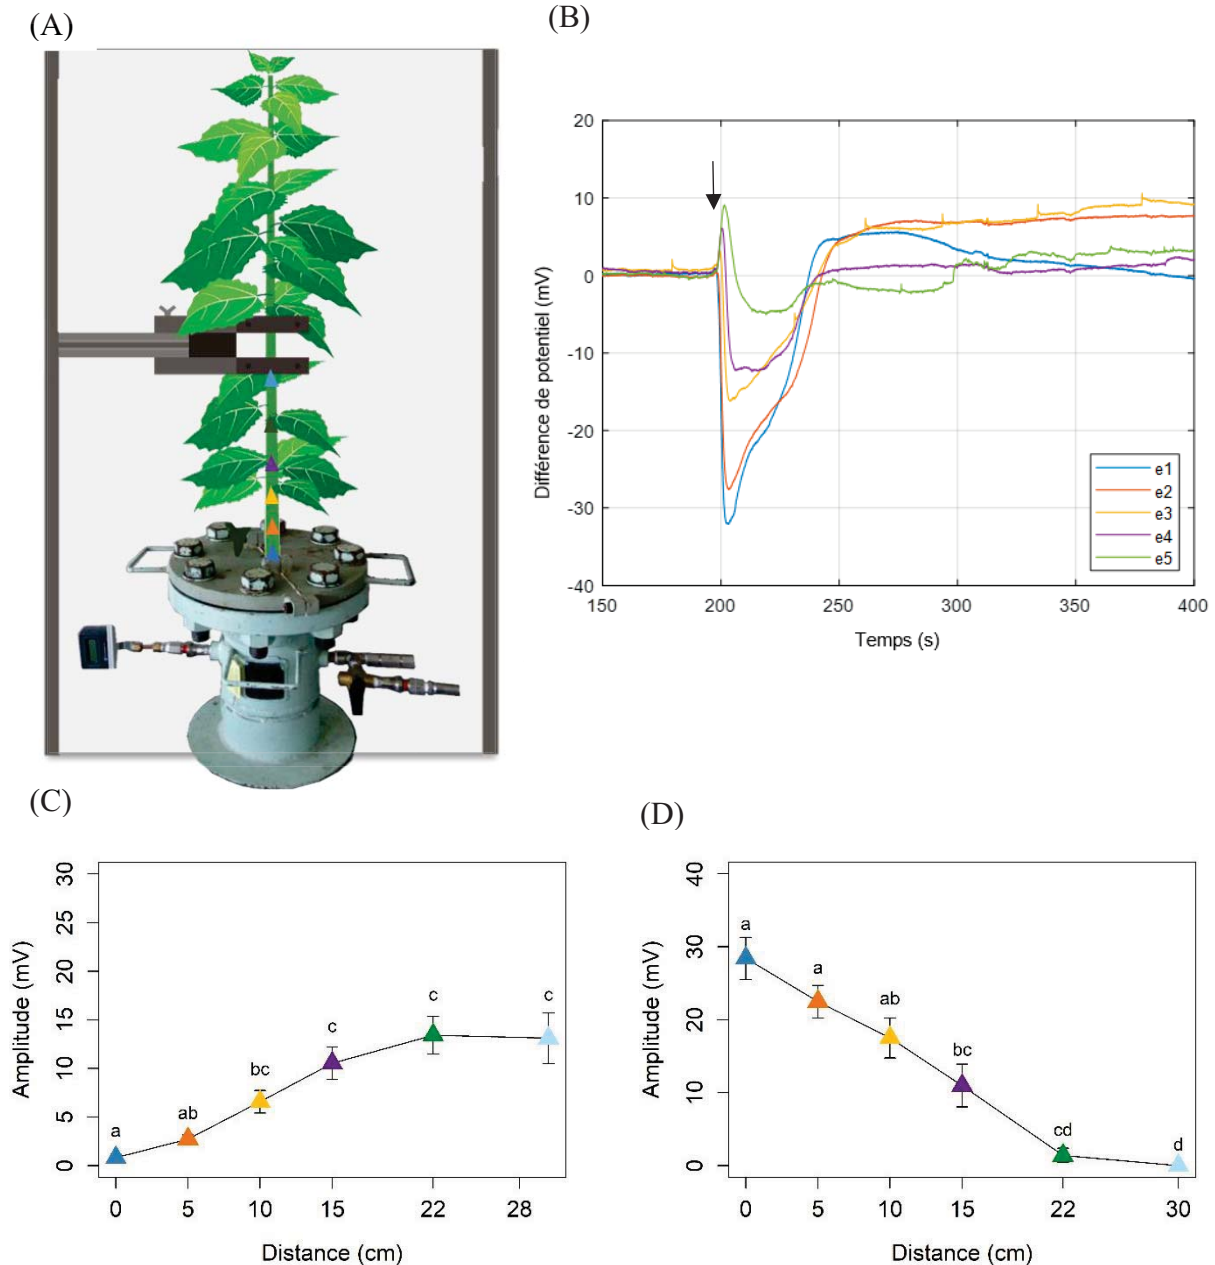 (A)
(B)
20
10
0
-10
-20
-30
-40
150
200
250
300
350
400
Différence de potentiel (mV)
Temps (s)
e1
e2
e3
e4
e5
(C)
30
25
20
15
10
5
0
Amplitude (mV)
a
ab
bc
c
c
c
0
5
10
15
22
28
Distance (cm)
(D)
40
30
20
10
0
Amplitude (mV)
a
a
ab
bc
cd
d
0
5
10
15
22
30
Distance (cm)